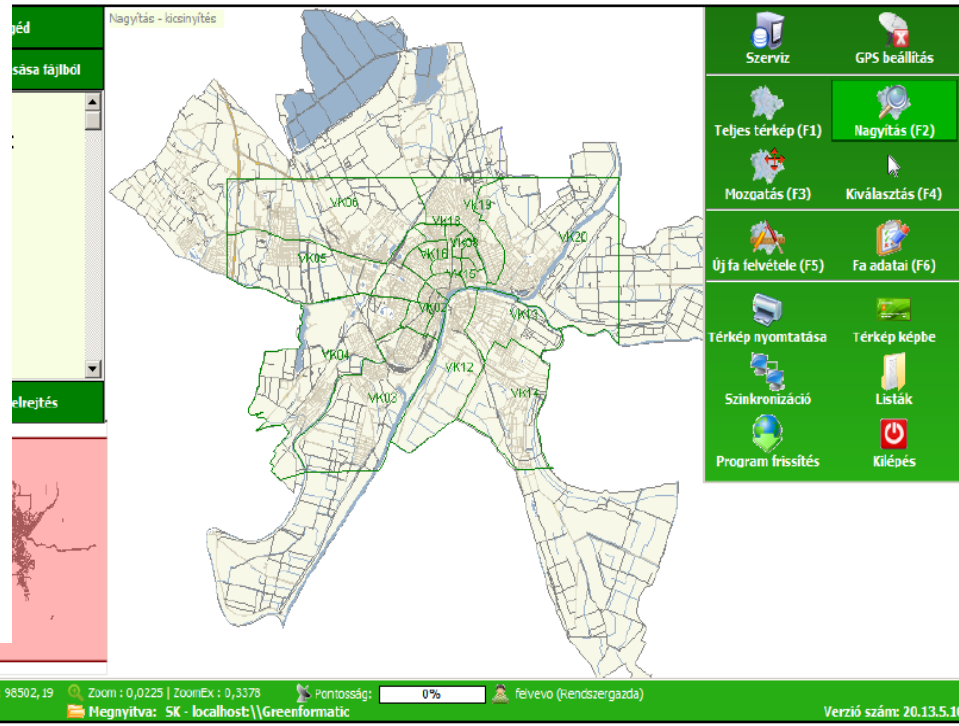 géd
Nagyítás - kicsinyítés
sása fájlból
elrejtés
Szerviz
GPS beállítás
Teljes térkép (F1)
Nagyítás (F2)
Mozgatás (F3)
Kiválasztás (F4)
Új fa felvétele (F5)
Fa adatai (F6)
Térkép nyomtatása
Térkép képbe
Szinkronizáció
Listák
Program frissítés
Kilépés
VK06
VK19
VK18
VK08
VK20
VK16
VK05
VK15
VK02
VK13
VK04
VK12
VK03
VK14
: 98502,19
Zoom : 0,0225 | ZoomEx : 0,3378
Pontosság:
0%
felvevo (Rendszergazda)
Megnyitva: SK - localhost:\\Greenformatic
Verzió szám: 20.13.5.10